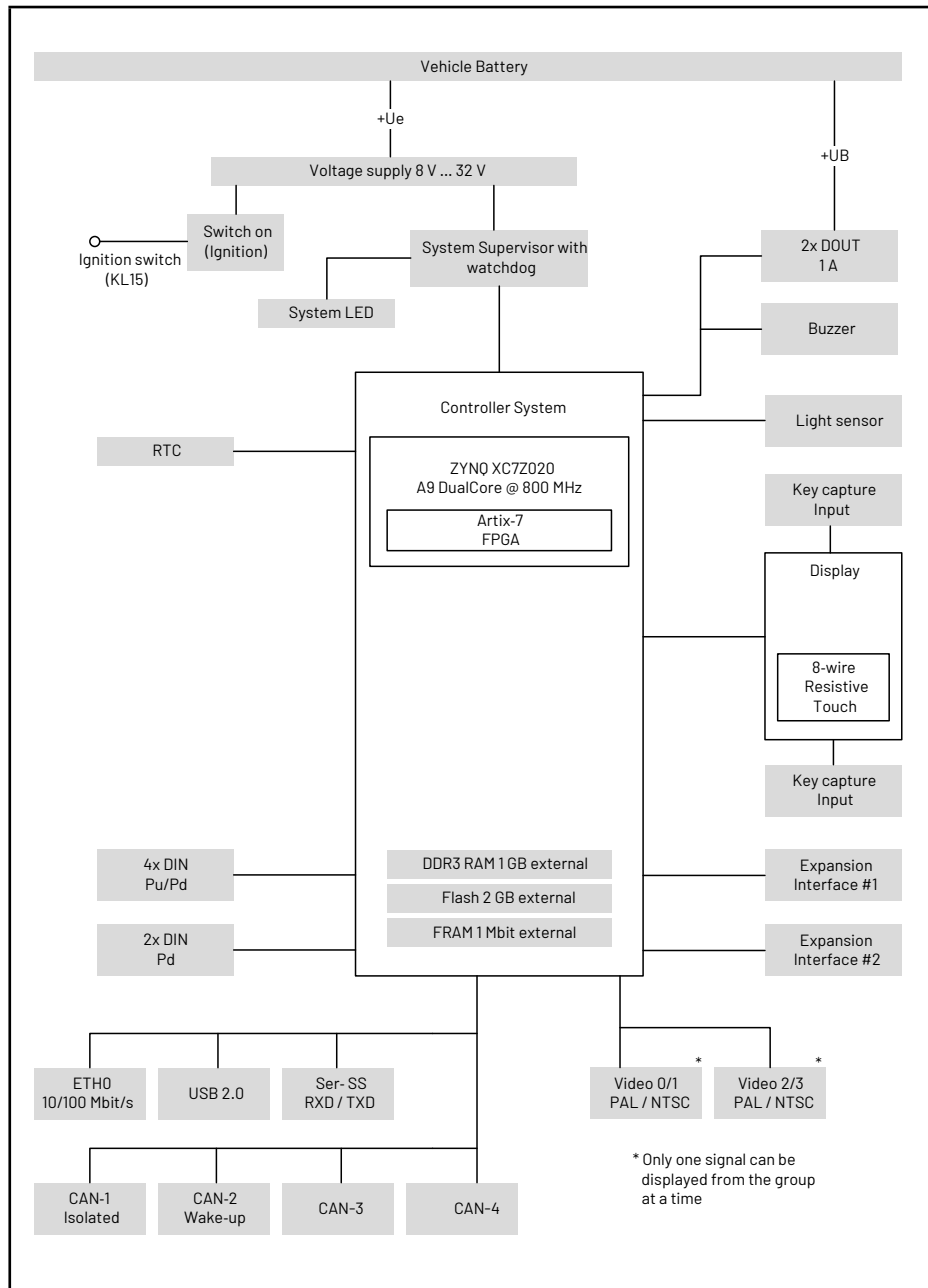 Vehicle Battery
+Ue
+UB
Voltage supply 8 V ... 32 V
Switch on
(Ignition)
Ignition switch
(KL15)
System Supervisor with
watchdog
System LED
2x DOUT
1 A
Buzzer
Controller System
Light sensor
RTC
ZYNQ XC7Z020
A9 DualCore @ 800 MHz
Artix-7
FPGA
Key capture
Input
Display
8-wire
Resistive
Touch
Key capture
Input
4x DIN
Pu/Pd
DDR3 RAM 1 GB external
Flash 2 GB external
FRAM 1 Mbit external
Expansion
Interface #1
2x DIN
Pd
Expansion
Interface #2
ETH0
10/100 Mbit/s
USB 2.0
Ser- SS
RXD / TXD
*
Video 0/1
PAL / NTSC
*
Video 2/3
PAL / NTSC
* Only one signal can be
displayed from the group
at a time
CAN-1
Isolated
CAN-2
Wake-up
CAN-3
CAN-4